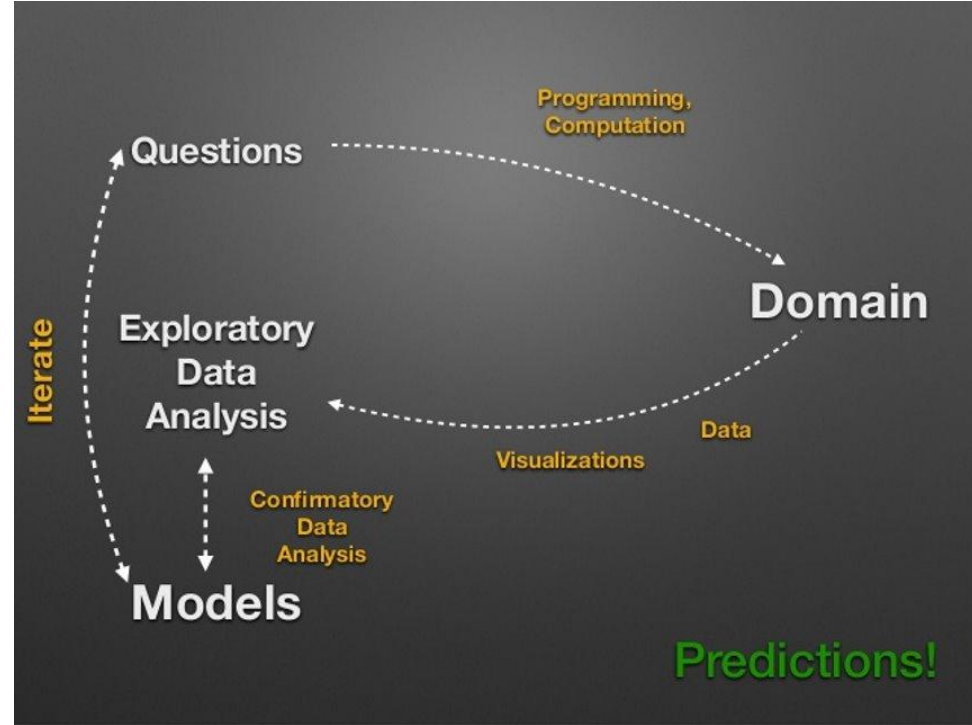 Programming,
Computation
Questions
Domain
Iterate
Exploratory
Data
Analysis
Data
Visualizations
Confirmatory
Data
Analysis
Models
Predictions!